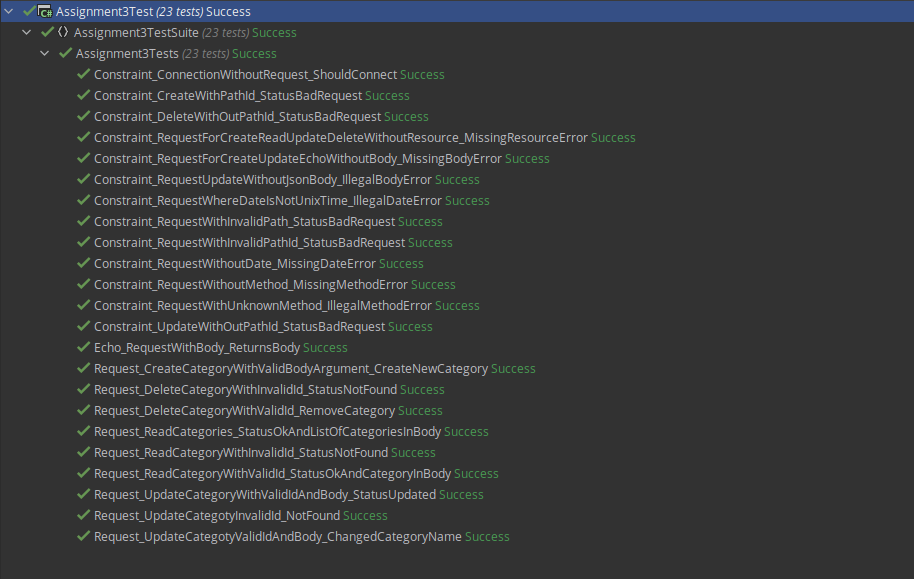 C# Assignment3Test (23 tests) Success
Assignment3TestSuite (23 tests) Success
Assignment3Tests (23 tests) Success
Constraint_ConnectionWithoutRequest_ShouldConnect Success
Constraint_CreateWithPathId_StatusBadRequest Success
Constraint_DeleteWithOutPathId_StatusBadRequest Success
Constraint_RequestForCreateReadUpdateDeleteWithoutResource_MissingResourceError Success
Constraint_RequestForCreateUpdateEchoWithoutBody_MissingBodyError Success
Constraint_RequestUpdateWithoutJsonBody_IllegalBodyError Success
Constraint_RequestWhereDateIsNotUnixTime_IllegalDateError Success
Constraint_RequestWithInvalidPath_StatusBadRequest Success
Constraint_RequestWithInvalidPathId_StatusBadRequest Success
Constraint_RequestWithoutDate_MissingDateError Success
Constraint_RequestWithoutMethod_MissingMethodError Success
Constraint_RequestWithUnknownMethod_IllegalMethodError Success
Constraint_UpdateWithOutPathId_StatusBadRequest Success
Echo_RequestWithBody_ReturnsBody Success
Request_CreateCategoryWithValidBodyArgument_CreateNewCategory Success
Request_DeleteCategoryWithInvalidId_StatusNotFound Success
Request_DeleteCategoryWithValidId_RemoveCategory Success
Request_ReadCategories_StatusOkAndListOfCategoriesInBody Success
Request_ReadCategoryWithInvalidId_StatusNotFound Success
Request_ReadCategoryWithValidId_StatusOkAndCategoryInBody Success
Request_UpdateCategoryWithValidIdAndBody_StatusUpdated Success
Request_UpdateCategotyInvalidId_NotFound Success
Request_UpdateCategotyValidIdAndBody_ChangedCategoryName Success